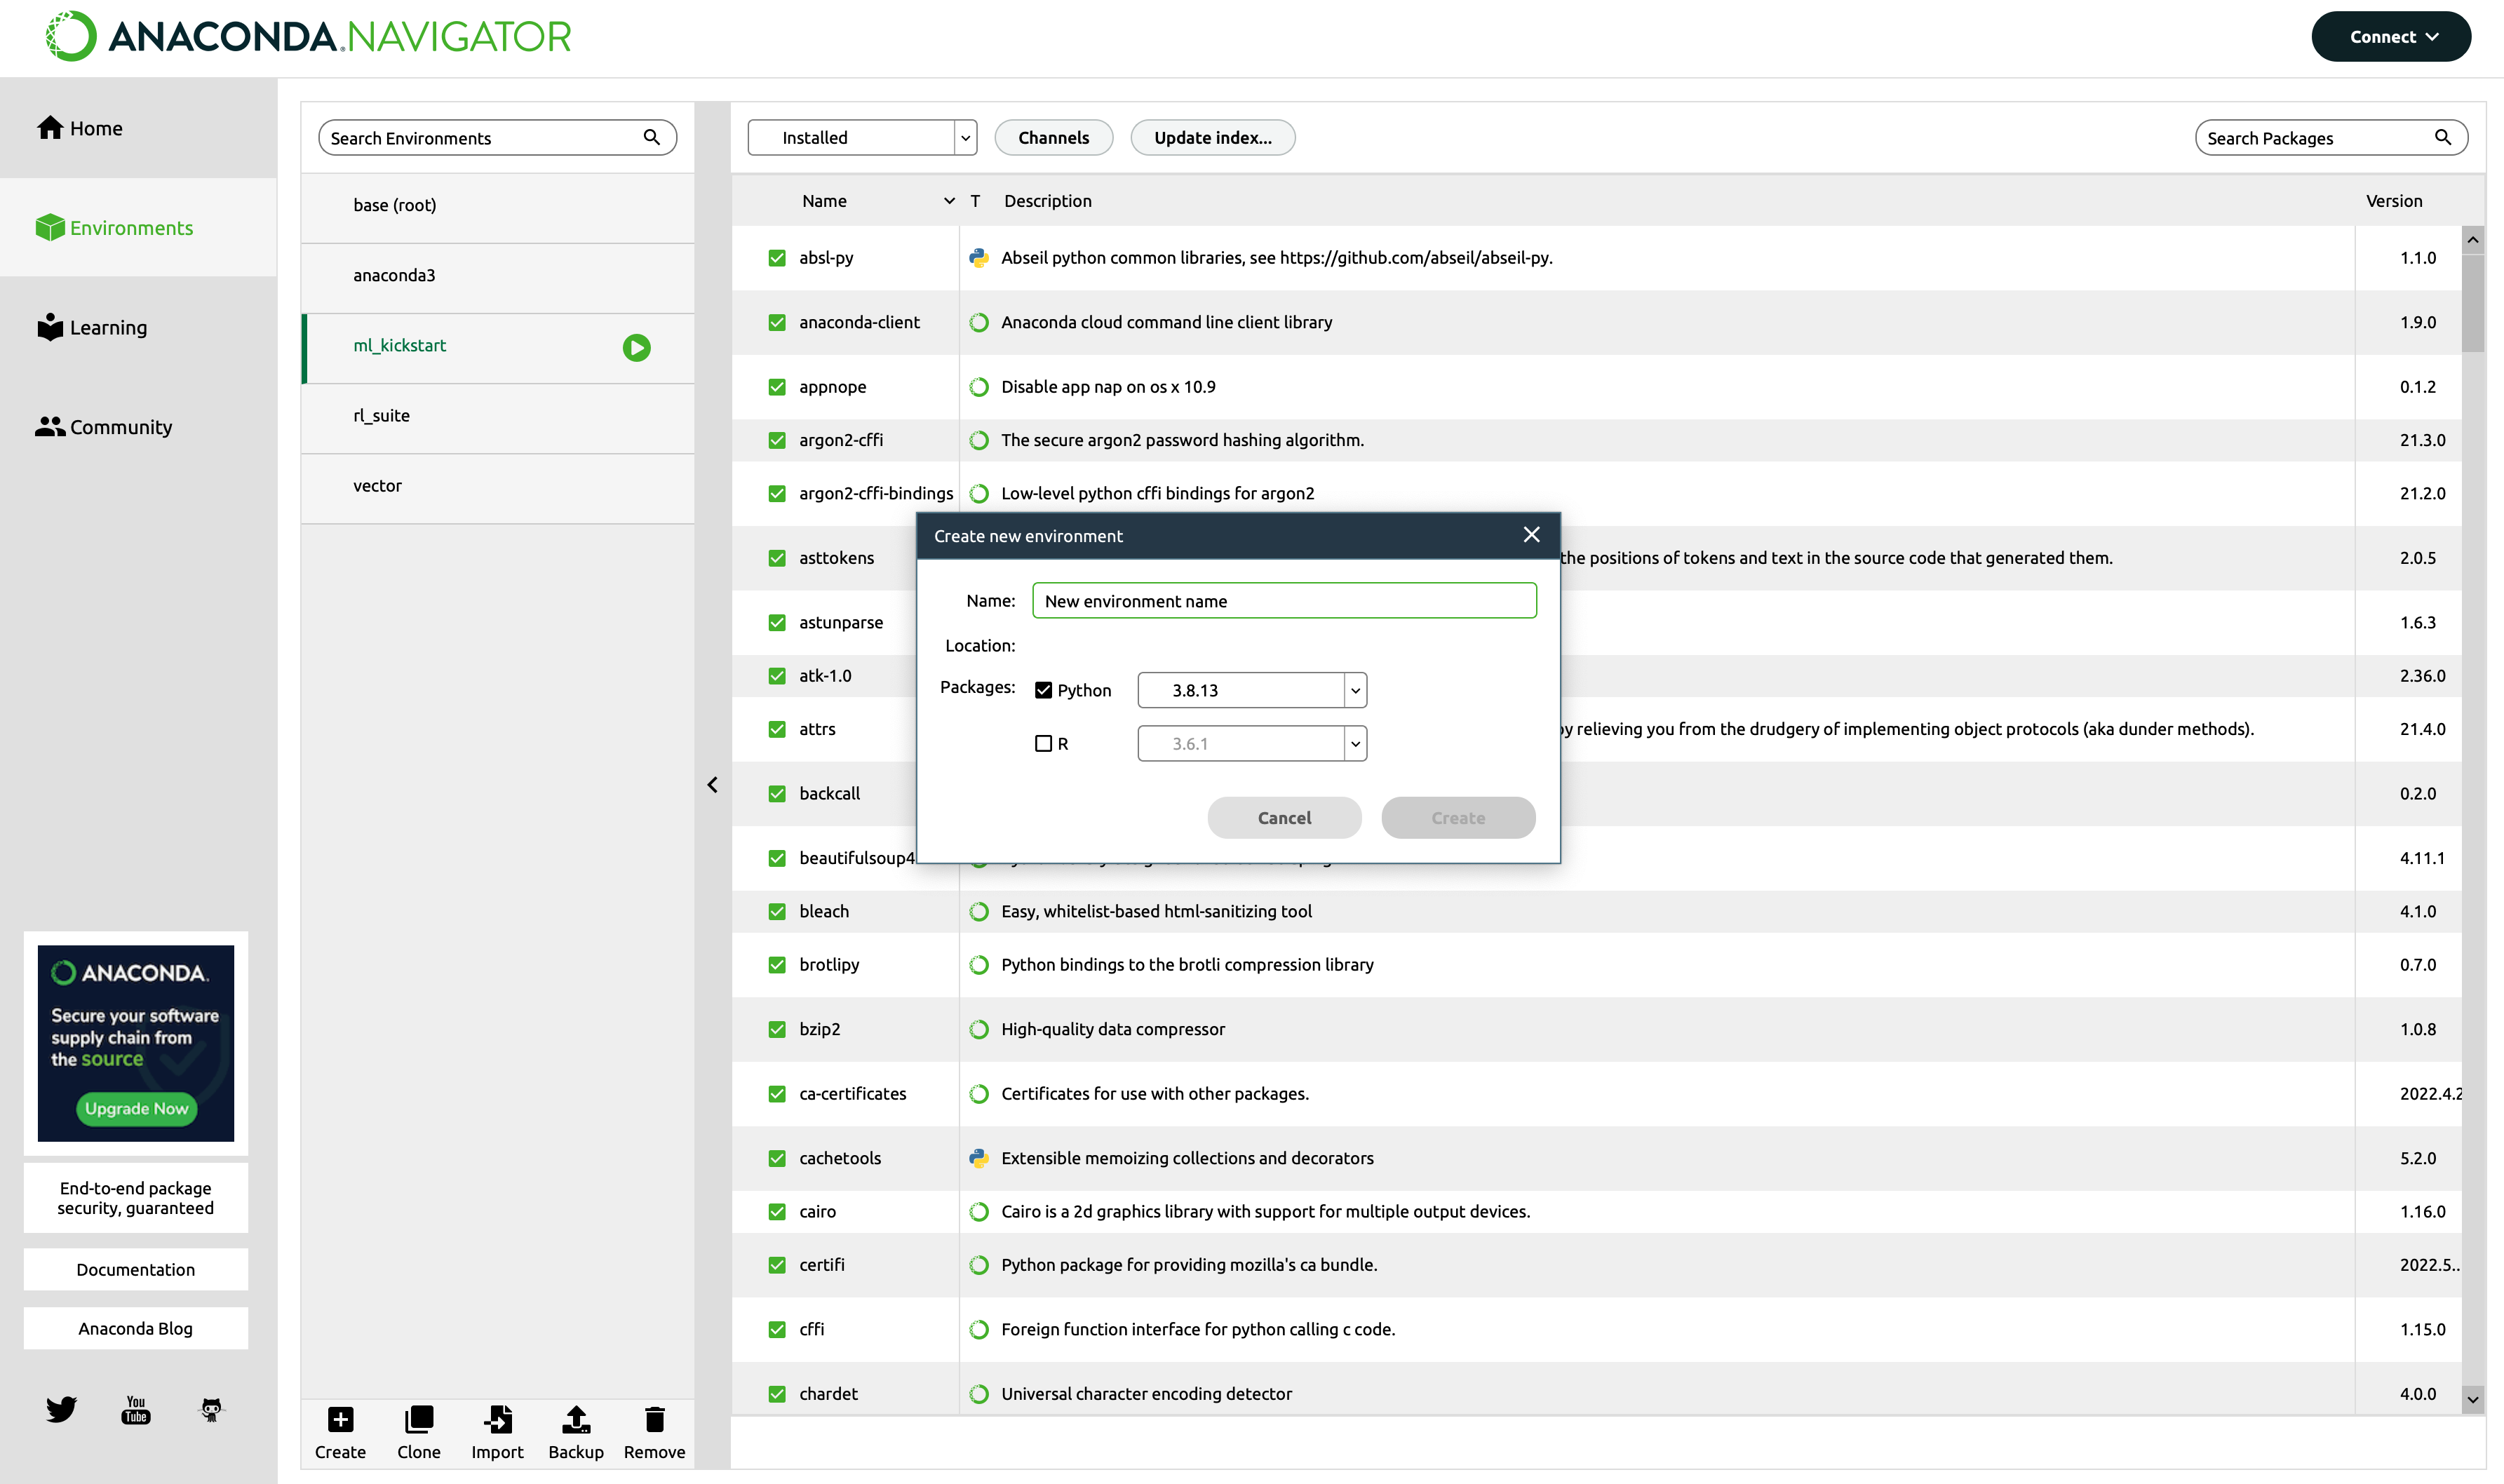 ANACONDA.NAVIGATOR
Connect
Home
Environments
Learning
Community
ANACONDA.
Secure your software
supply chain from
the source
Upgrade Now
End-to-end package
security, guaranteed
Documentation
Anaconda Blog
You
Tube
Search Environments
base (root)
anaconda3
ml_kickstart
rl_suite
vector
Create
Clone
Import
Backup
Remove
Installed
Channels
Update index...
Search Packages
Name T Description Version
absl-py Abseil python common libraries, see https://github.com/abseil/abseil-py. 1.1.0
anaconda-client Anaconda cloud command line client library 1.9.0
appnope Disable app nap on os x 10.9 0.1.2
argon2-cffi The secure argon2 password hashing algorithm. 21.3.0
argon2-cffi-bindings Low-level python cffi bindings for argon2 21.2.0
asttokens the positions of tokens and text in the source code that generated them. 2.0.5
astunparse 1.6.3
atk-1.0 2.36.0
attrs by relieving you from the drudgery of implementing object protocols (aka dunder methods). 21.4.0
backcall 0.2.0
beautifulsoup4 4.11.1
bleach Easy, whitelist-based html-sanitizing tool 4.1.0
brotlipy Python bindings to the brotli compression library 0.7.0
bzip2 High-quality data compressor 1.0.8
ca-certificates Certificates for use with other packages. 2022.4.2
cachetools Extensible memoizing collections and decorators 5.2.0
cairo Cairo is a 2d graphics library with support for multiple output devices. 1.16.0
certifi Python package for providing mozilla's ca bundle. 2022.5..
cffi Foreign function interface for python calling c code. 1.15.0
chardet Universal character encoding detector 4.0.0
Create new environment
Name: New environment name
Location:
Packages: Python 3.8.13
R 3.6.1
Cancel
Create